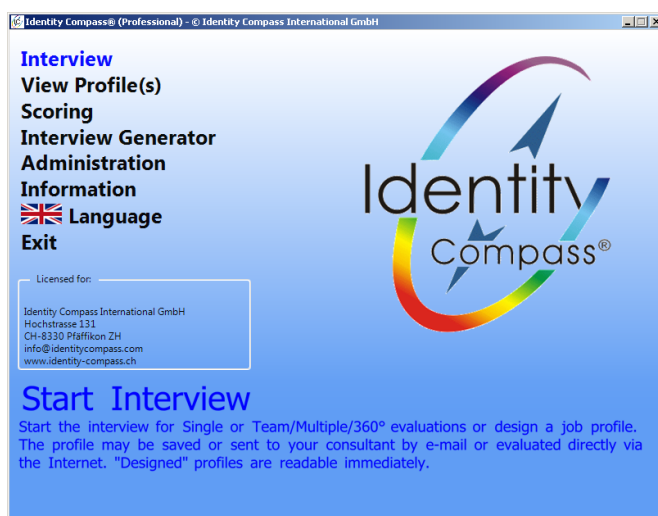 Identity Compass® (Professional) - © Identity Compass International GmbH
Interview
View Profile(s)
Scoring
Interview Generator
Administration
Information
Language
Exit
Identity
Compass®
Licensed for:
Identity Compass International GmbH
Hochstrasse 131
CH-8330 Pfäffikon ZH
info@identitycompass.com
www.identity-compass.ch
Start Interview
Start the interview for Single or Team/Multiple/360° evaluations or design a job profile.
The profile may be saved or sent to your consultant by e-mail or evaluated directly via
the Internet. "Designed" profiles are readable immediately.